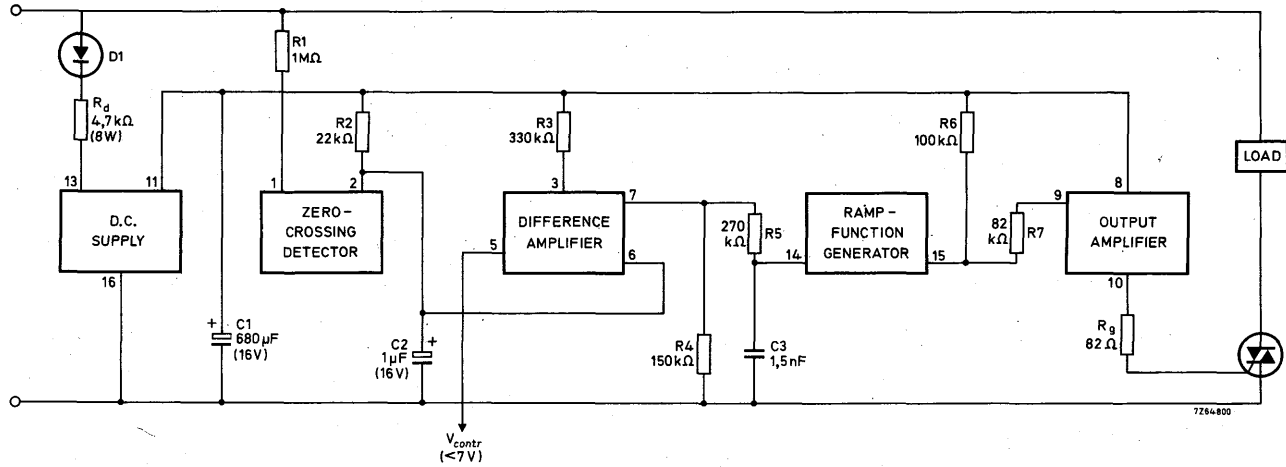 D1
Rd
4,7kΩ
(8W)
13
11
D.C.
SUPPLY
16
C1
680µF
(16V)
+
R1
1MΩ
R2
22kΩ
1
2
ZERO-
CROSSING
DETECTOR
C2
1µF
(16V)
+
R3
330kΩ
3
5
7
6
DIFFERENCE
AMPLIFIER
Vcontr
(<7V)
R4
150kΩ
270
kΩ
R5
C3
1,5nF
14
15
RAMP-
FUNCTION
GENERATOR
R6
100kΩ
82
kΩ
R7
9
8
10
OUTPUT
AMPLIFIER
Rg
82Ω
LOAD
7Z64800